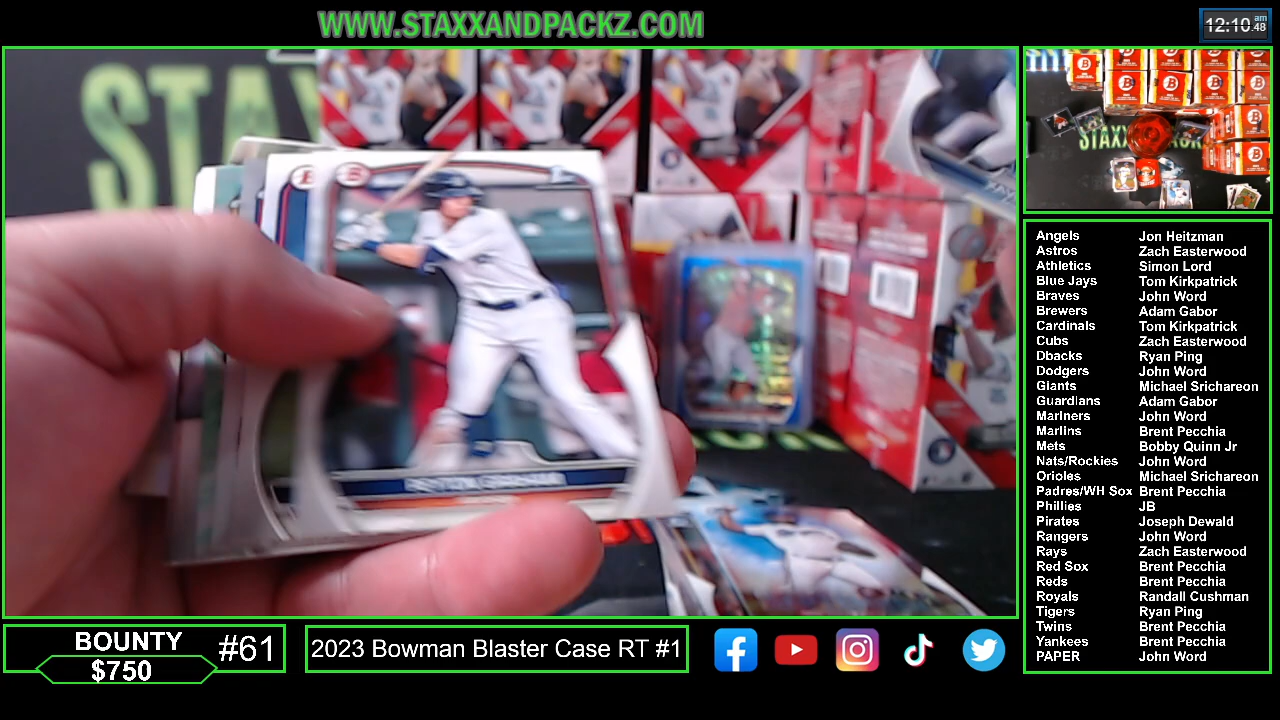 WWW.STAXXANDPACKZ.COM
12:10 am .48
STAXX PACK
Angels Jon Heitzman
Astros Zach Easterwood
Athletics Simon Lord
Blue Jays Tom Kirkpatrick
Braves John Word
Brewers Adam Gabor
Cardinals Tom Kirkpatrick
Cubs Zach Easterwood
Dbacks Ryan Ping
Dodgers John Word
Giants Michael Srichareon
Guardians Adam Gabor
Mariners John Word
Marlins Brent Pecchia
Mets Bobby Quinn Jr
Nats/Rockies John Word
Orioles Michael Srichareon
Padres/WH Sox Brent Pecchia
Phillies JB
Pirates Joseph Dewald
Rangers John Word
Rays Zach Easterwood
Red Sox Brent Pecchia
Reds Brent Pecchia
Royals Randall Cushman
Tigers Ryan Ping
Twins Brent Pecchia
Yankees Brent Pecchia
PAPER John Word
BOUNTY
$750
#61
2023 Bowman Blaster Case RT #1